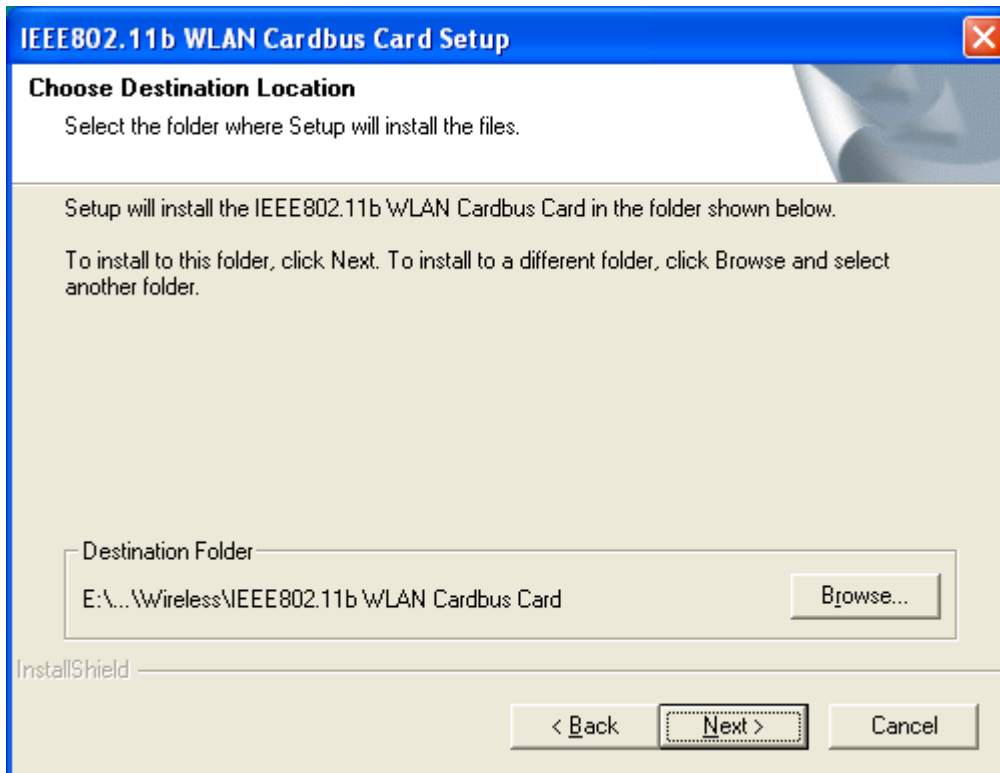 IEEE802.11b WLAN Cardbus Card Setup
Choose Destination Location
Select the folder where Setup will install the files.
Setup will install the IEEE802.11b WLAN Cardbus Card in the folder shown below.
To install to this folder, click Next. To install to a different folder, click Browse and select
another folder.
Destination Folder
E:\...\Wireless\IEEE802.11b WLAN Cardbus Card
Browse...
InstallShield
< Back
Next >
Cancel